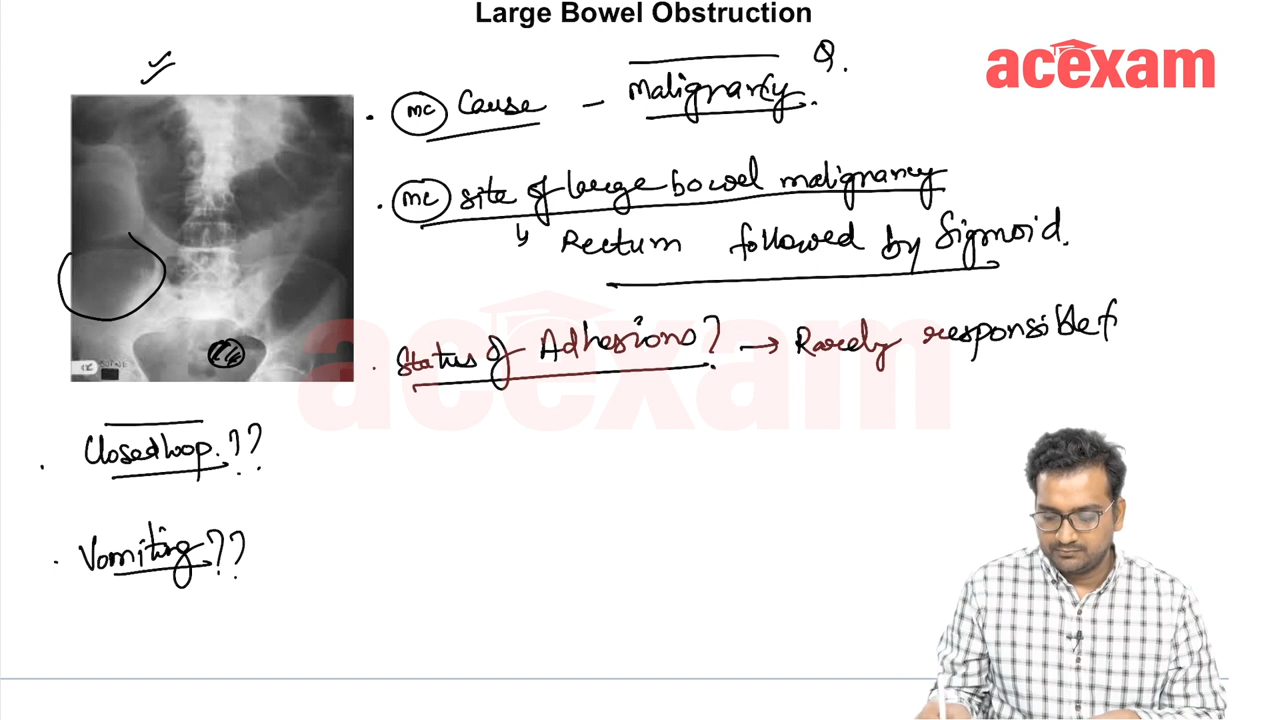 Large Bowel Obstruction
acexam
• MC Cause - Malignancy. Q.
• MC site of large bowel malignancy
↳ Rectum followed by Sigmoid.
• Status of Adhesions? → Rarely responsible f
acexam
• Closed loop. ??
• Vomiting ??